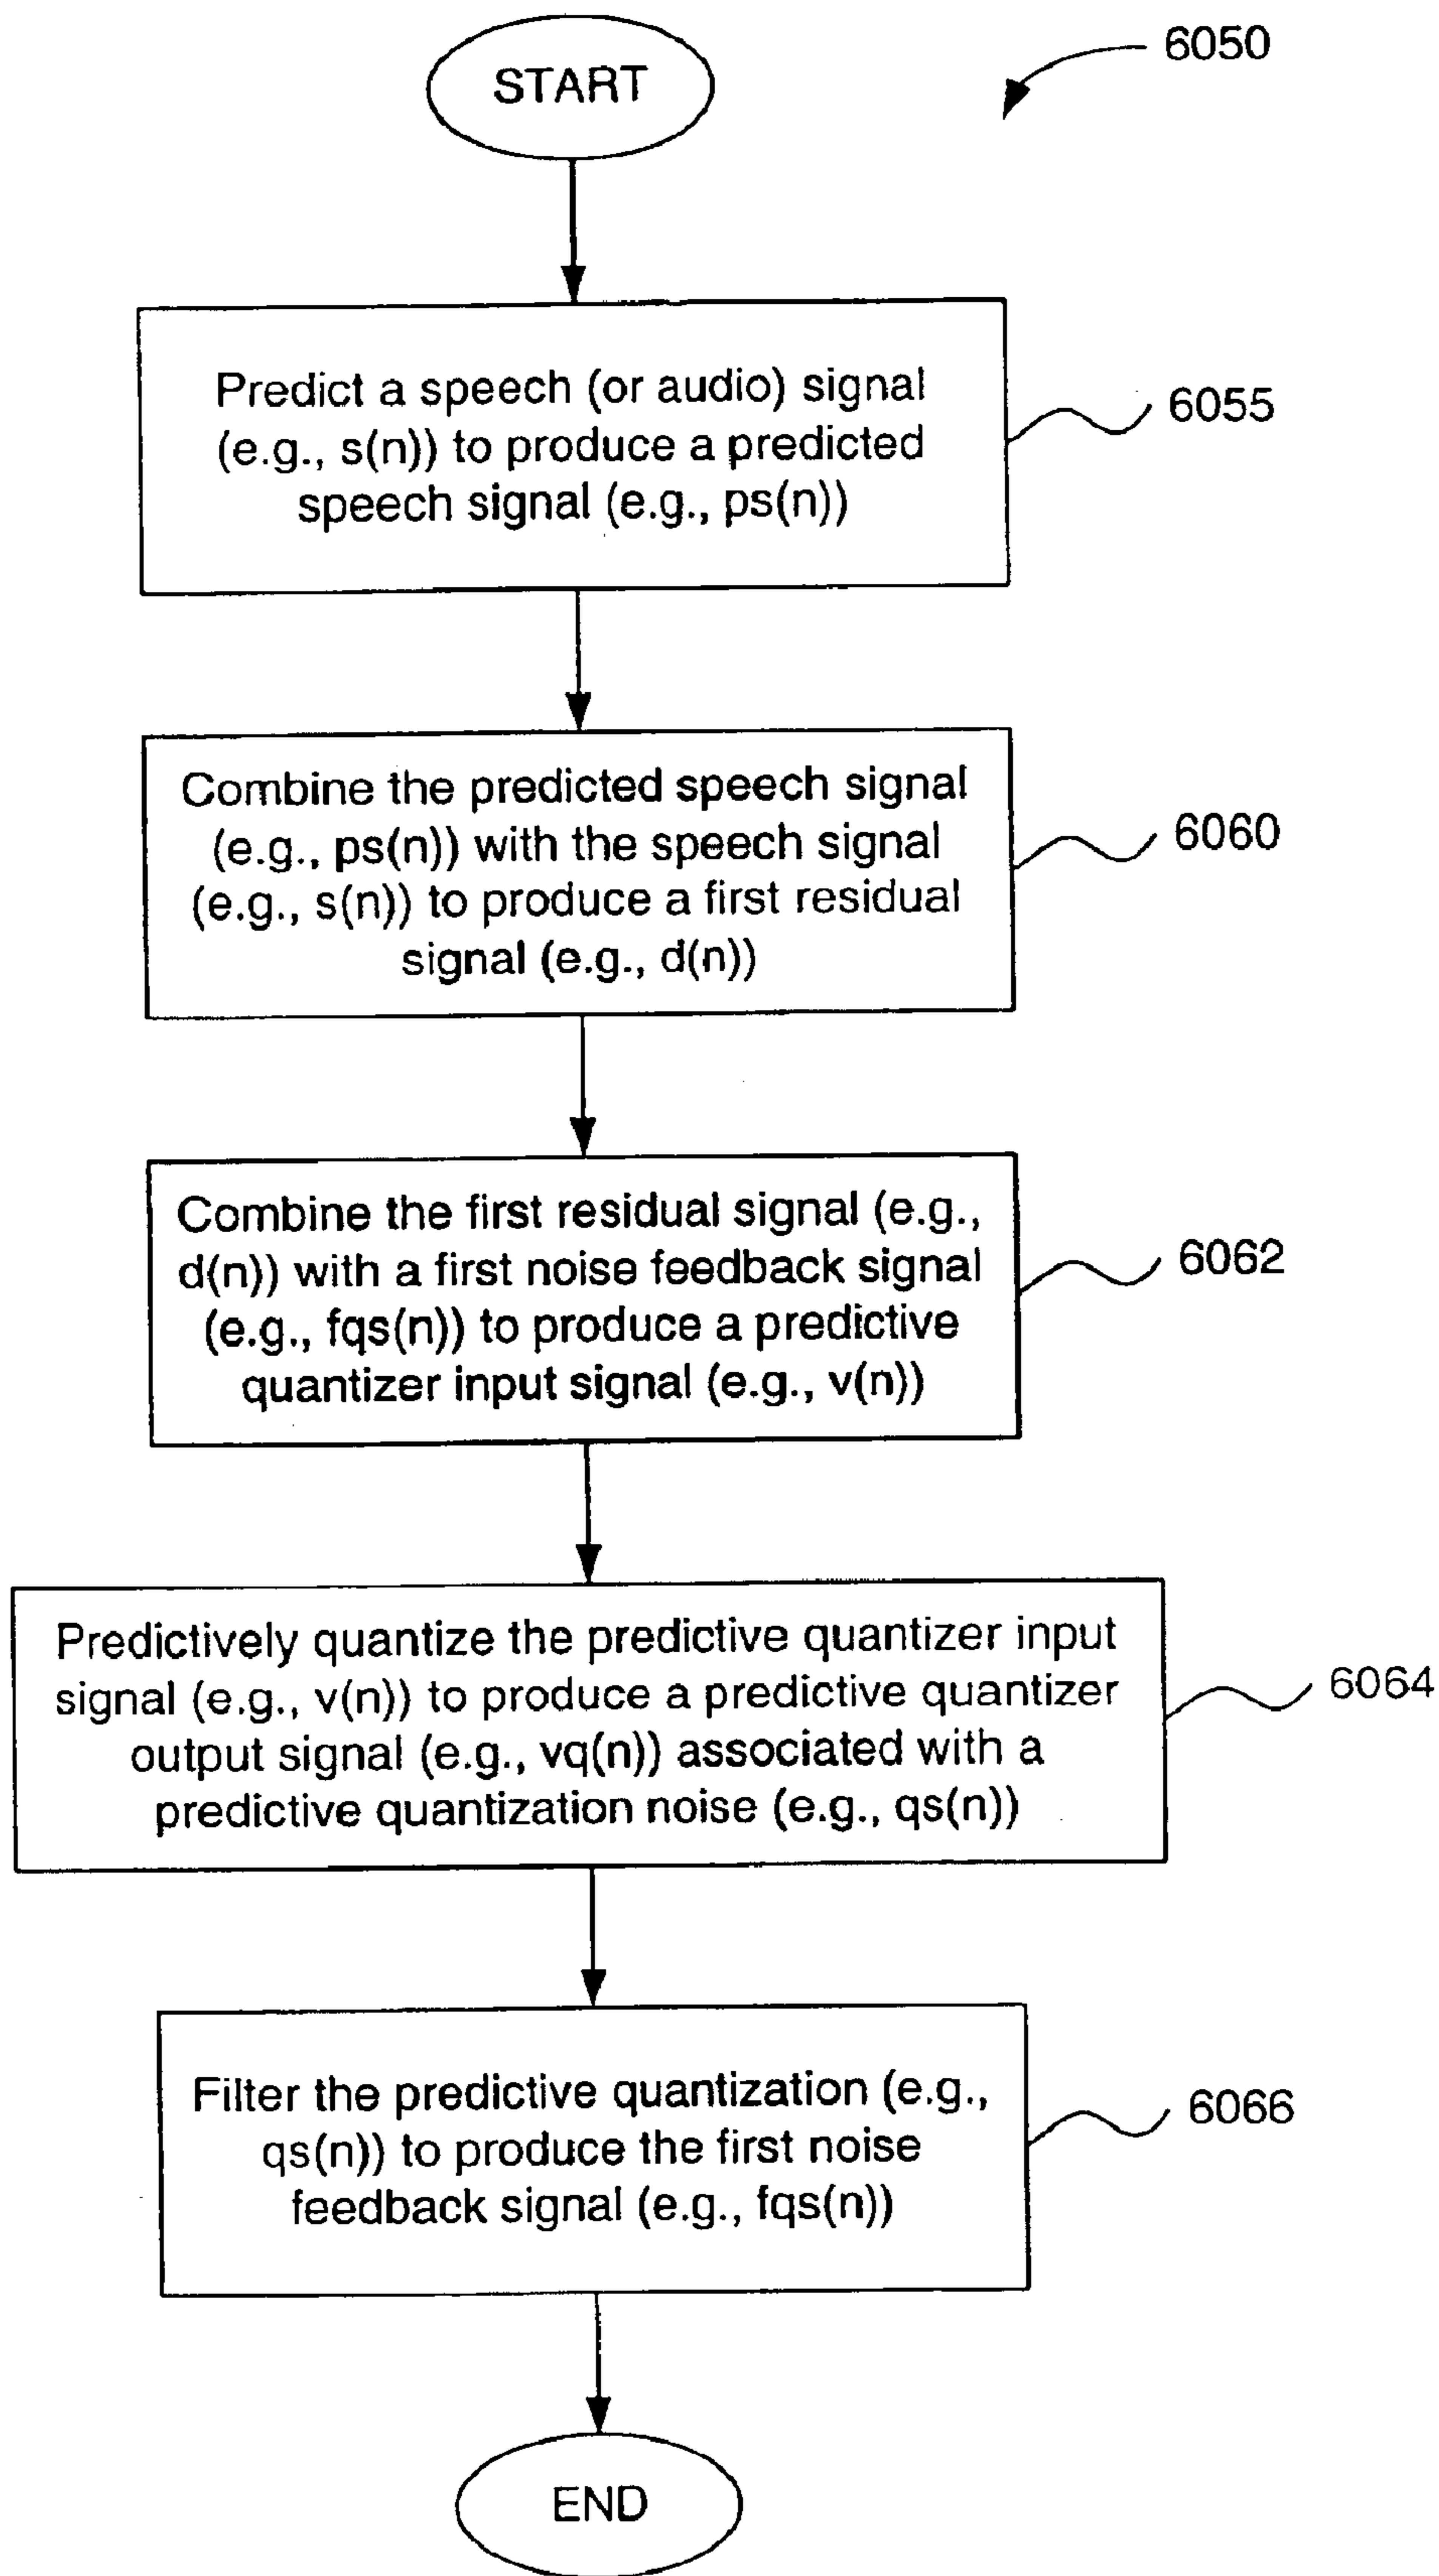 START
6050
Predict a speech (or audio) signal
(e.g., s(n)) to produce a predicted
speech signal (e.g., ps(n))
6055
Combine the predicted speech signal
(e.g., ps(n)) with the speech signal
(e.g., s(n)) to produce a first residual
signal (e.g., d(n))
6060
Combine the first residual signal (e.g.,
d(n)) with a first noise feedback signal
(e.g., fqs(n)) to produce a predictive
quantizer input signal (e.g., v(n))
6062
Predictively quantize the predictive quantizer input
signal (e.g., v(n)) to produce a predictive quantizer
output signal (e.g., vq(n)) associated with a
predictive quantization noise (e.g., qs(n))
6064
Filter the predictive quantization (e.g.,
qs(n)) to produce the first noise
feedback signal (e.g., fqs(n))
6066
END